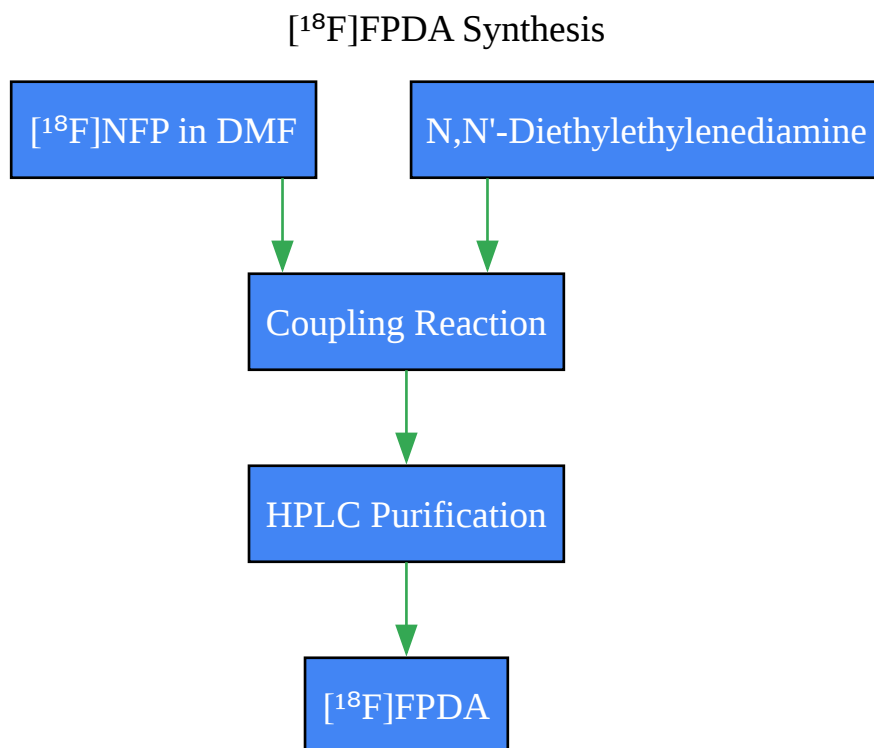 [¹⁸F]FPDA Synthesis
[¹⁸F]NFP in DMF
N,N'-Diethylethylenediamine
Coupling Reaction
HPLC Purification
[¹⁸F]FPDA